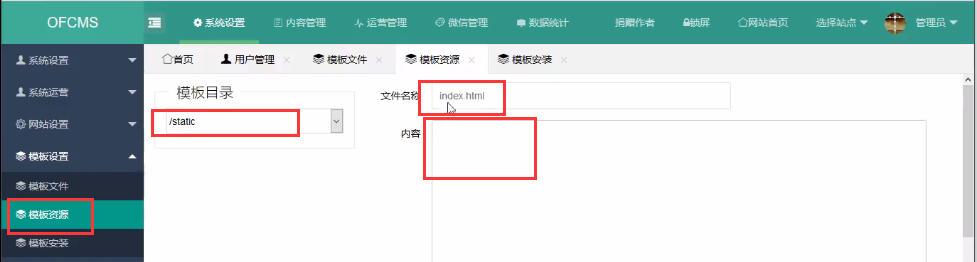 OFCMS 系统设置 内容管理 运营管理 微信管理 数据统计 捐赠作者 锁屏 网站首页 选择站点 管理员
系统设置 首页 用户管理 模板文件 模板资源 模板安装
系统运营 模板目录 文件名称 index.html
网站设置 /static 内容
模板设置
模板文件
模板资源
模板安装